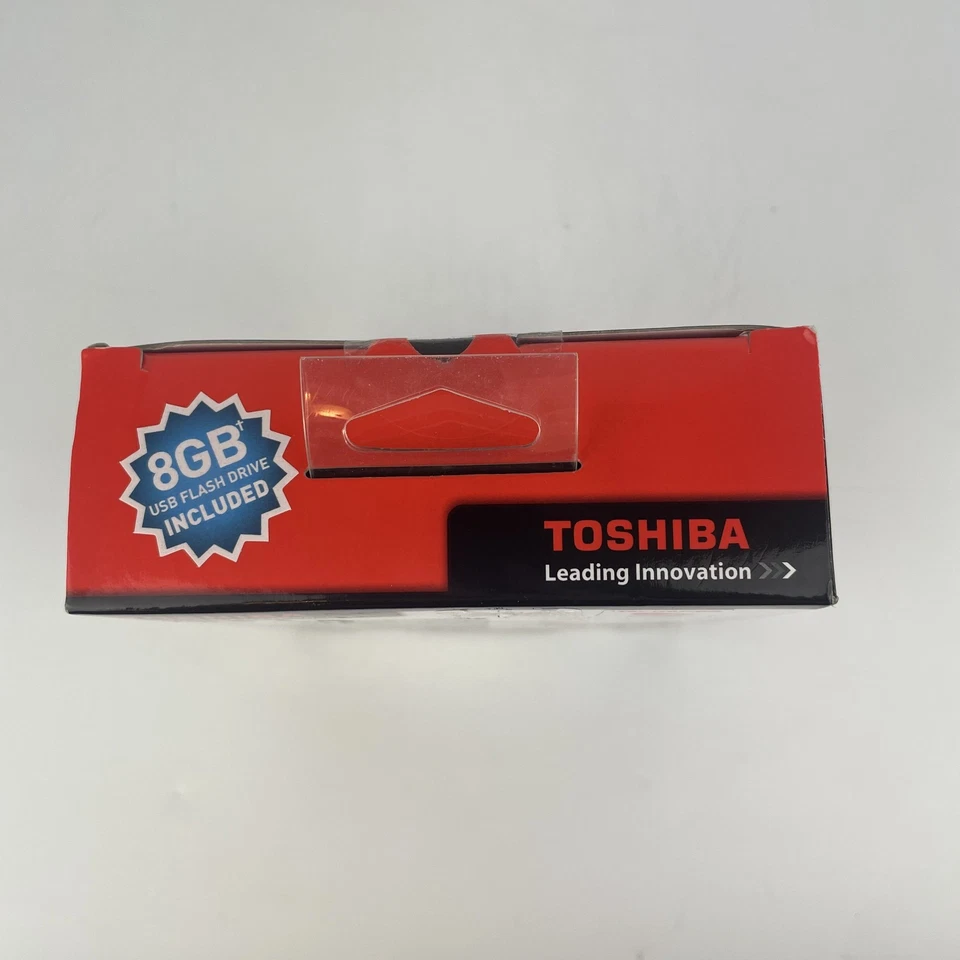 8GB†
USB FLASH DRIVE
INCLUDED
TOSHIBA
Leading Innovation >>>